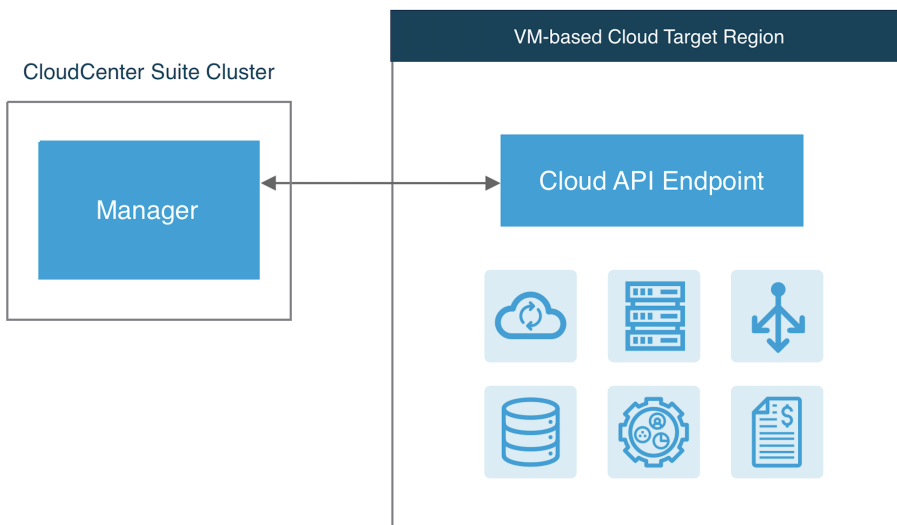 VM-based Cloud Target Region
CloudCenter Suite Cluster
Manager
Cloud API Endpoint
$